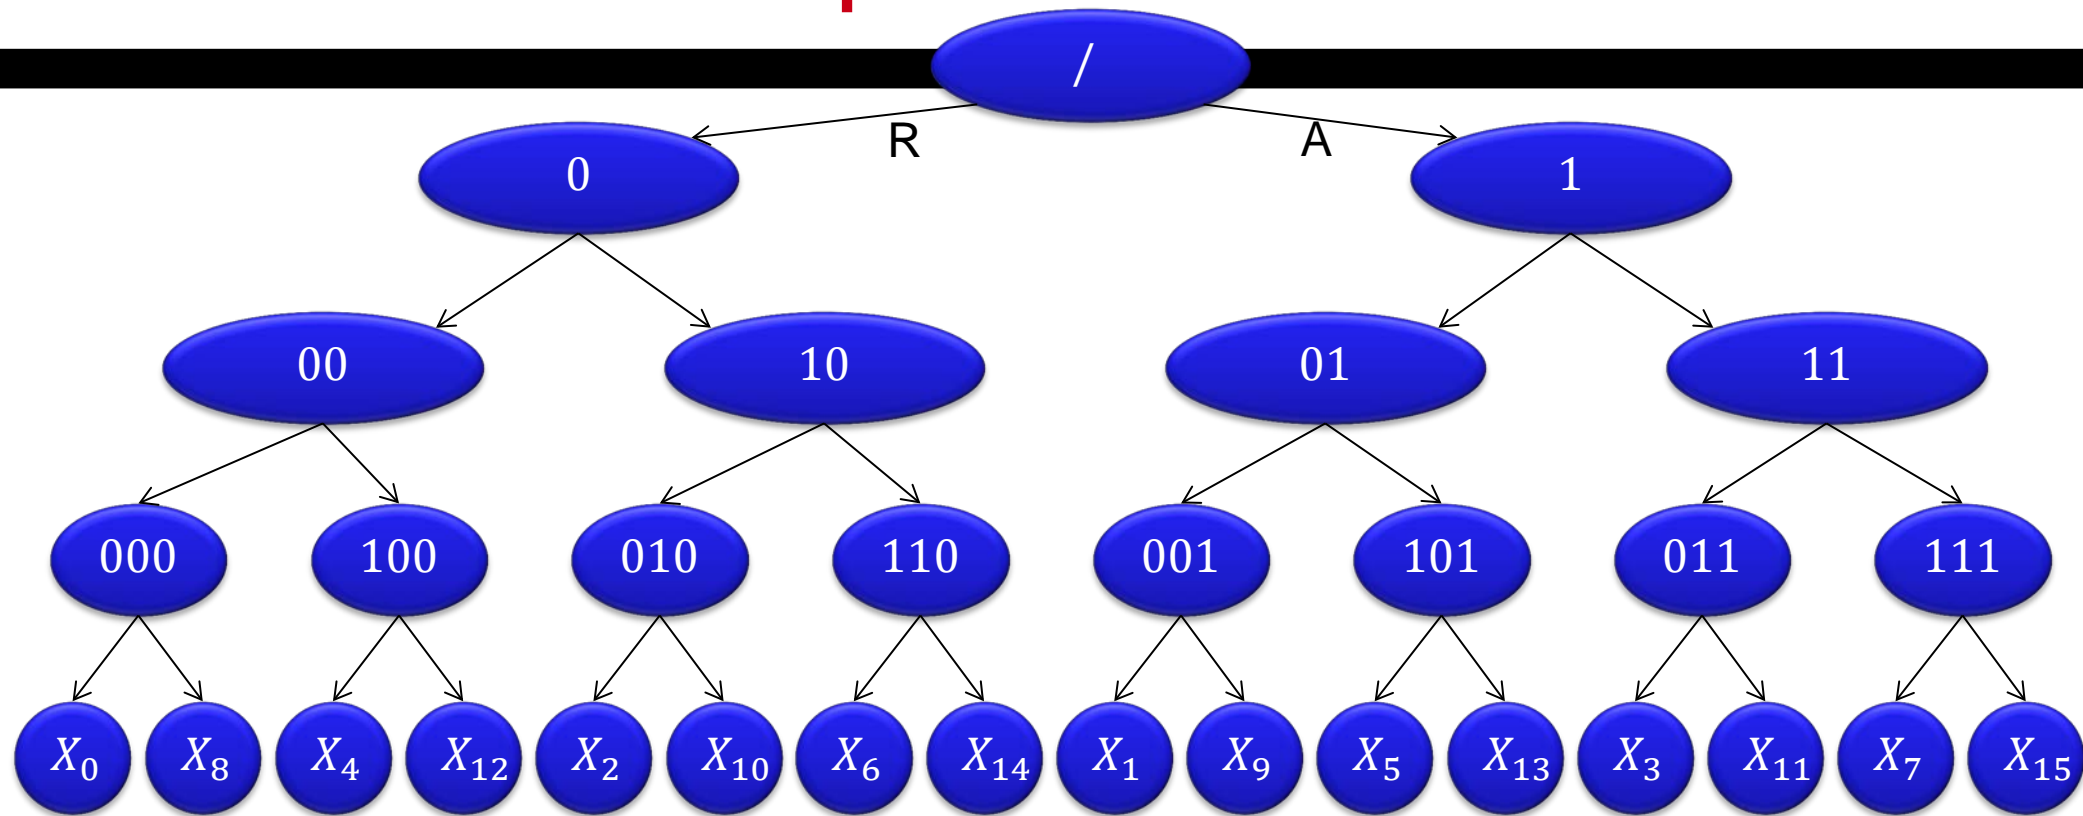 /
R A
0 1
00 10 01 11
000 100 010 110 001 101 011 111
X₀ X₈ X₄ X₁₂ X₂ X₁₀ X₆ X₁₄ X₁ X₉ X₅ X₁₃ X₃ X₁₁ X₇ X₁₅